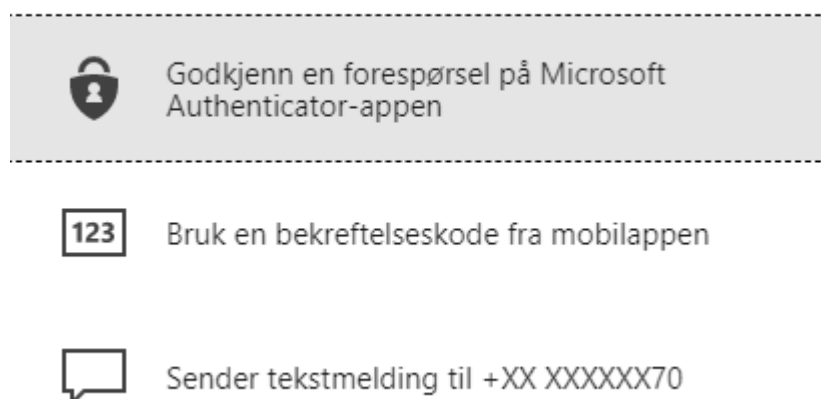 Godkjenn en forespørsel på Microsoft
Authenticator-appen
123
Bruk en bekreftelseskode fra mobilappen
Sender tekstmelding til +XX XXXXXX70